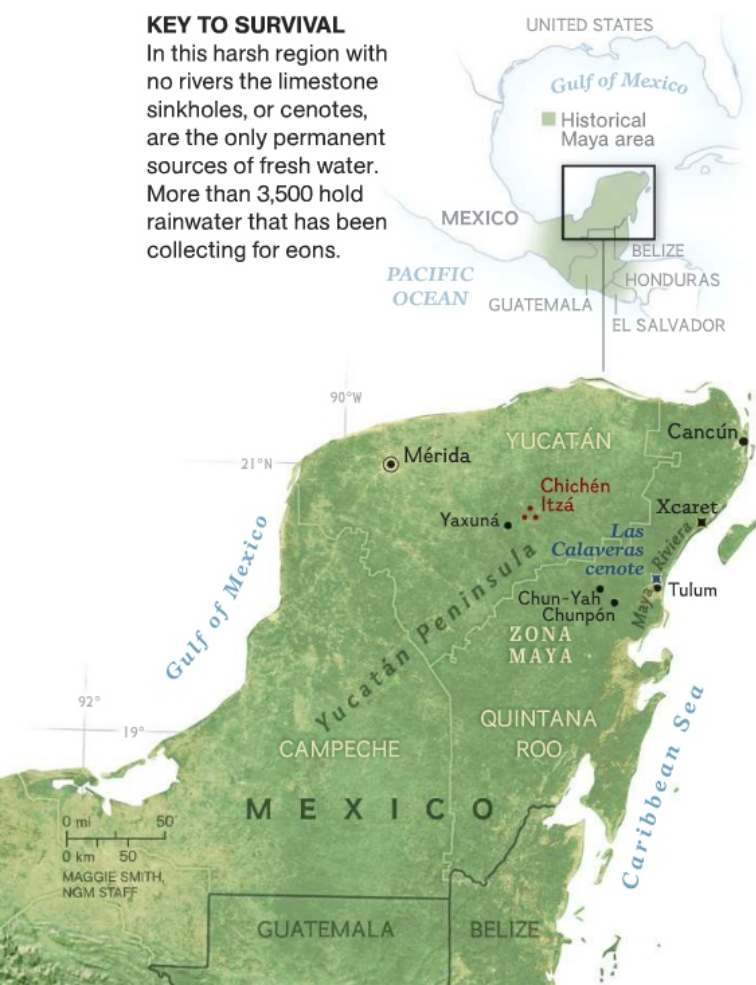 KEY TO SURVIVAL
In this harsh region with
no rivers the limestone
sinkholes, or cenotes,
are the only permanent
sources of fresh water.
More than 3,500 hold
rainwater that has been
collecting for eons.
UNITED STATES
Gulf of Mexico
Historical
Maya area
MEXICO
BELIZE
PACIFIC
OCEAN
HONDURAS
GUATEMALA
EL SALVADOR
90°W
21°N
YUCATÁN
Cancún
Mérida
Chichén
Itzá
Xcaret
Yaxuná
Las
Calaveras
cenote
Maya Riviera
Tulum
Chun-Yah
Chunpón
Gulf of Mexico
Yucatán Peninsula
ZONA
MAYA
92°
19°
QUINTANA
ROO
CAMPECHE
Caribbean Sea
MEXICO
0 mi 50
0 km 50
MAGGIE SMITH,
NGM STAFF
GUATEMALA
BELIZE